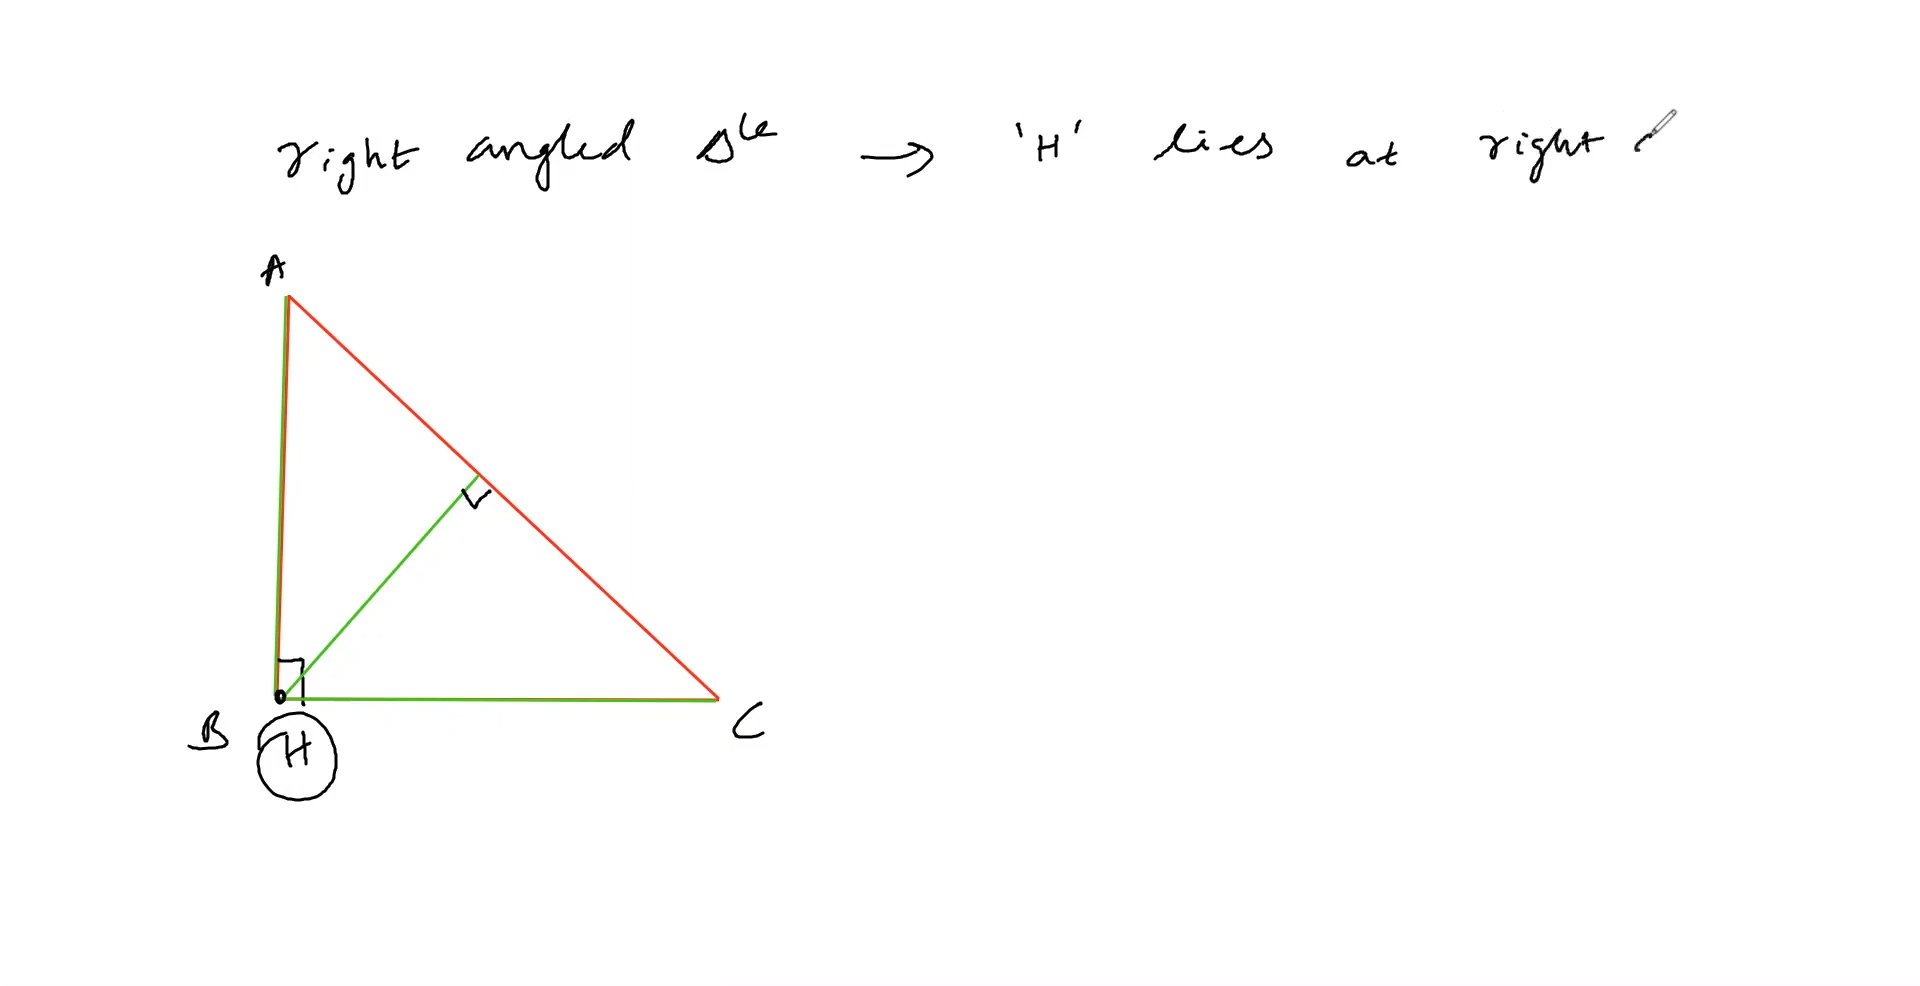 right angled Δle → 'H' lies at right
A
B
H
C